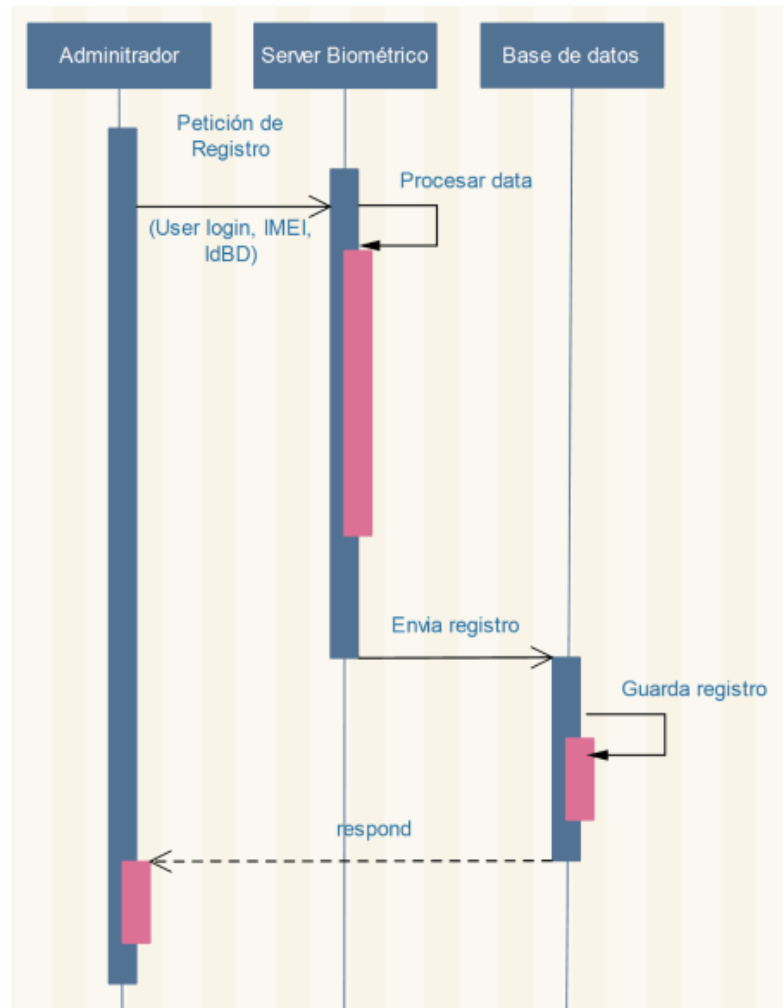 Adminitrador
Server Biométrico
Base de datos
Petición de
Registro
Procesar data
(User login, IMEI,
IdBD)
Envia registro
Guarda registro
respond